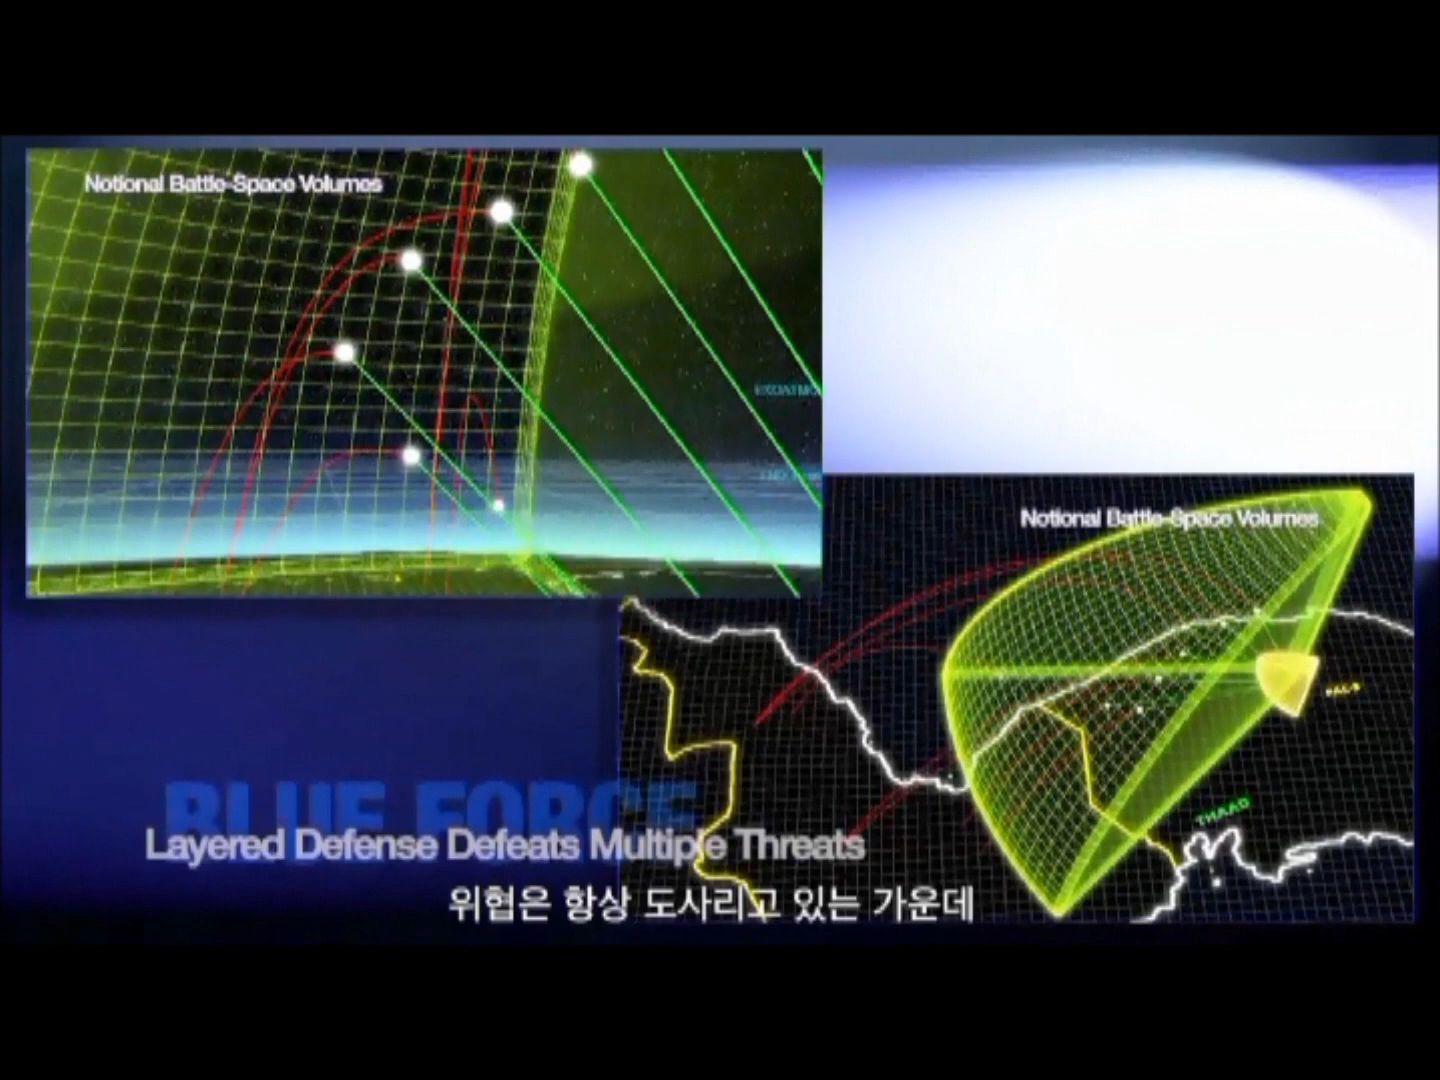 Notional Battle-Space Volumes
Notional Battle-Space Volumes
THAAD
BLUE FORCE
Layered Defense Defeats Multiple Threats
위협은 항상 도사리고 있는 가운데